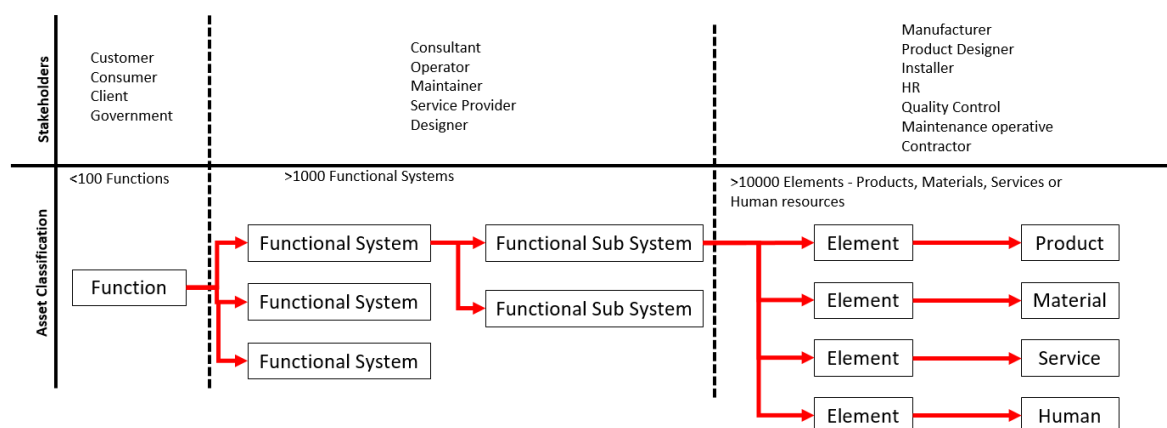 Stakeholders
Customer
Consumer
Client
Government
Consultant
Operator
Maintainer
Service Provider
Designer
Manufacturer
Product Designer
Installer
HR
Quality Control
Maintenance operative
Contractor
Asset Classification
<100 Functions
>1000 Functional Systems
>10000 Elements - Products, Materials, Services or
Human resources
Function
Functional System
Functional System
Functional System
Functional Sub System
Functional Sub System
Element
Product
Element
Material
Element
Service
Element
Human